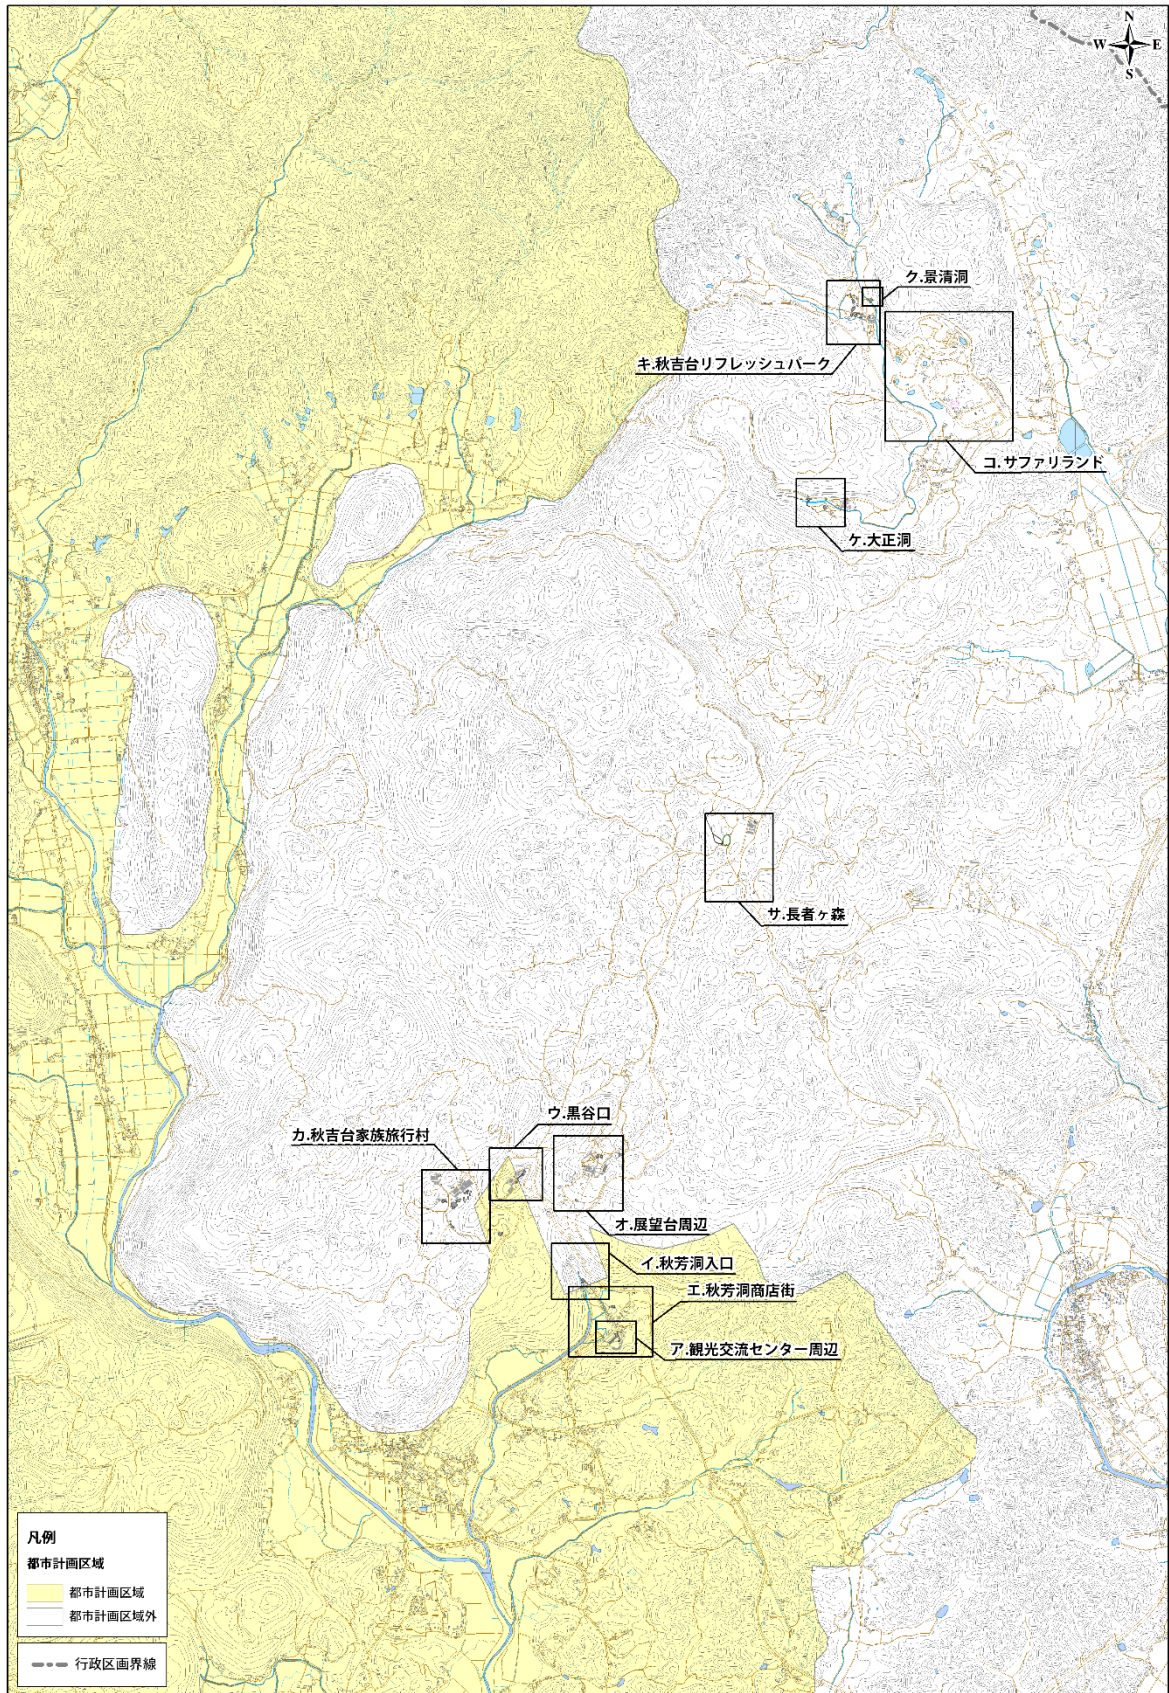 N
W E
S
ク.景清洞
キ.秋吉台リフレッシュパーク
コ.サファリランド
ケ.大正洞
サ.長者ヶ森
ウ.黒谷口
カ.秋吉台家族旅行村
オ.展望台周辺
イ.秋芳洞入口
エ.秋芳洞商店街
ア.観光交流センター周辺
凡例
都市計画区域
都市計画区域
都市計画区域外
行政区画界線